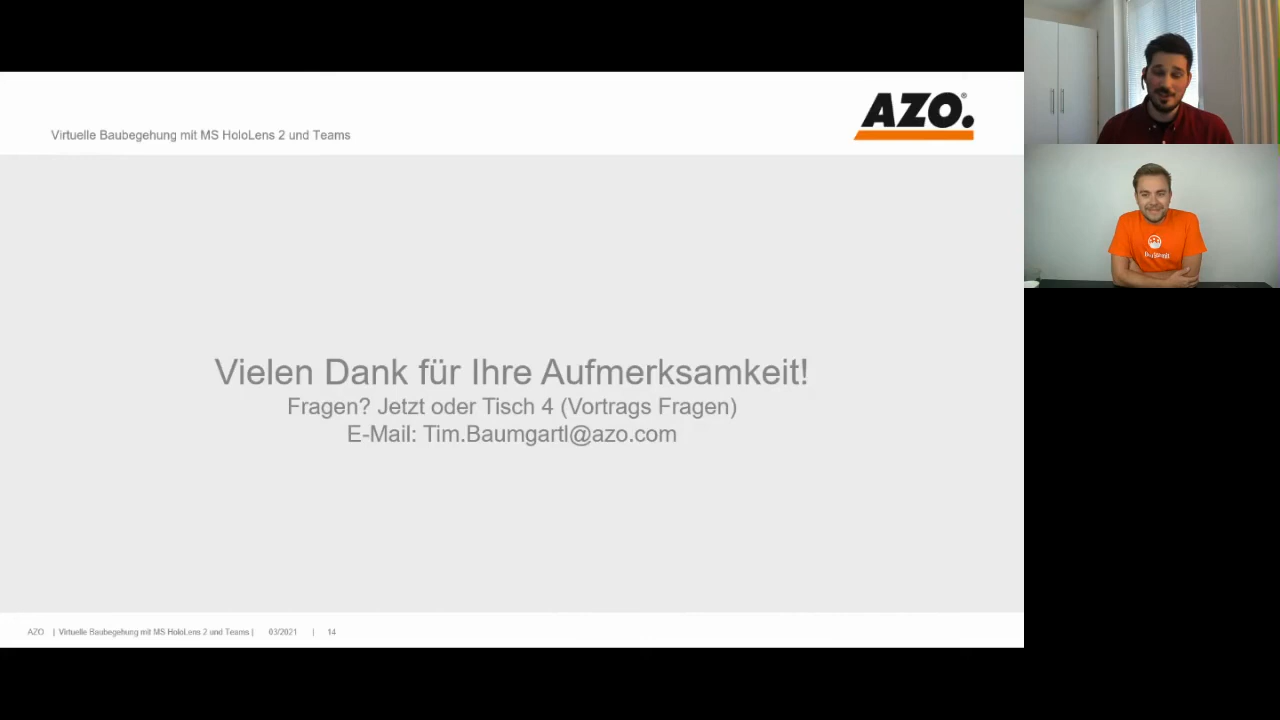 AZO.®
Virtuelle Baubegehung mit MS HoloLens 2 und Teams
Vielen Dank für Ihre Aufmerksamkeit!
Fragen? Jetzt oder Tisch 4 (Vortrags Fragen)
E-Mail: Tim.Baumgartl@azo.com
AZO | Virtuelle Baubegehung mit MS HoloLens 2 und Teams | 03/2021 | 14